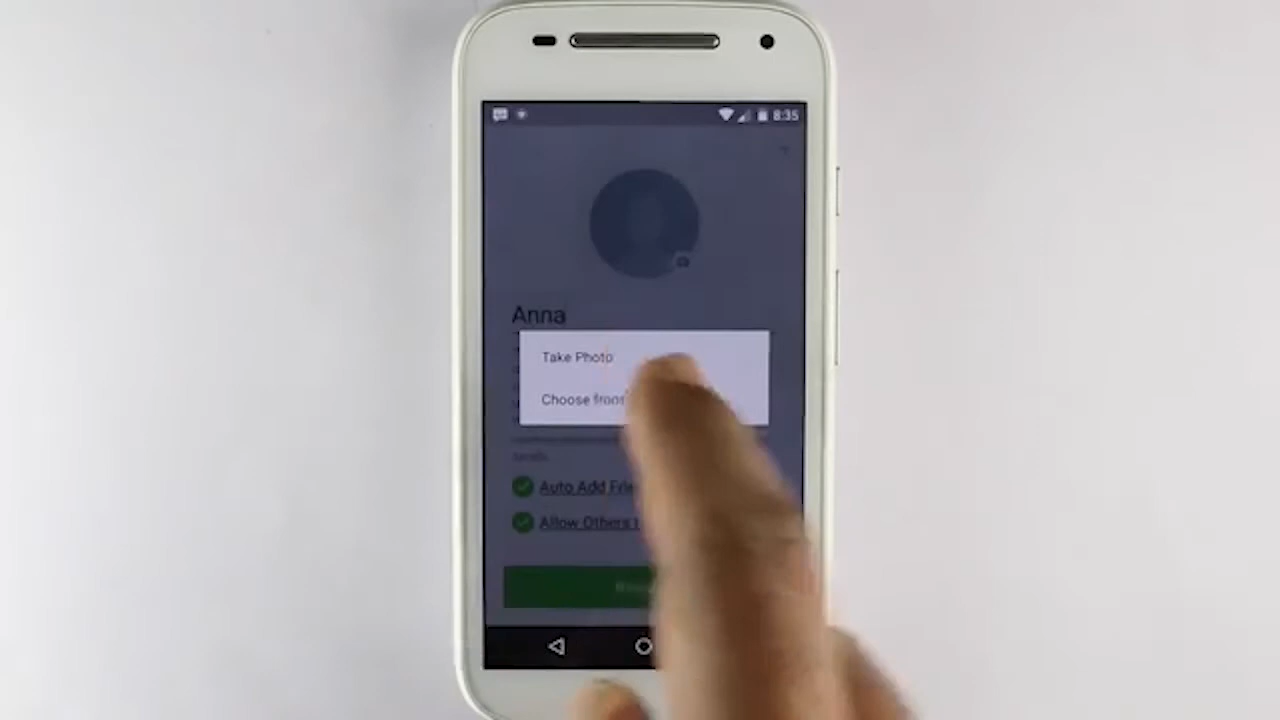 8:35
Anna
Take Photo
Choose from
Auto Add Frie
Allow Others t